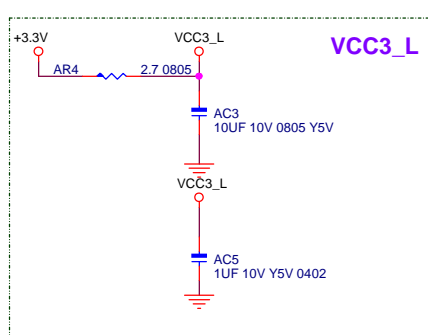 +3.3V
VCC3_L
VCC3_L
AR4
2.7 0805
AC3
10UF 10V 0805 Y5V
VCC3_L
AC5
1UF 10V Y5V 0402